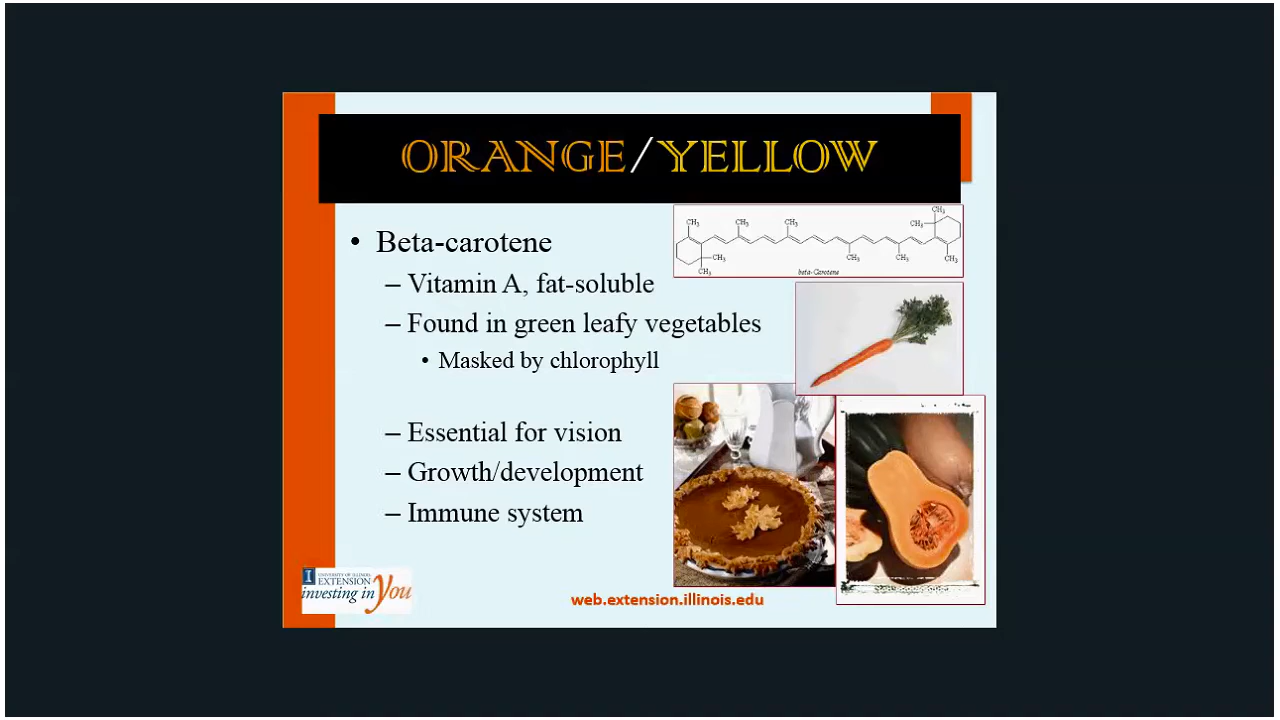 ORANGE/YELLOW
• Beta-carotene
– Vitamin A, fat-soluble
– Found in green leafy vegetables
• Masked by chlorophyll
– Essential for vision
– Growth/development
– Immune system
CH₃ CH₃ CH₃ CH₃ CH₃
CH₃ CH₃ CH₃ CH₃
CH₃
beta-Carotene
I UNIVERSITY OF ILLINOIS
EXTENSION
investing in You
web.extension.illinois.edu